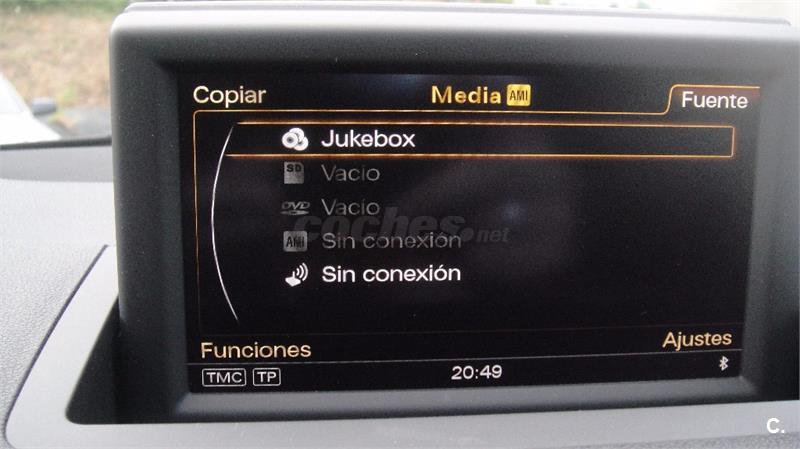 Copiar
Media AMI
Fuente
Jukebox
SD Vacío
DVD Vacío
AMI Sin conexión
Sin conexión
coches.net
Funciones
Ajustes
TMC TP
20:49
C.